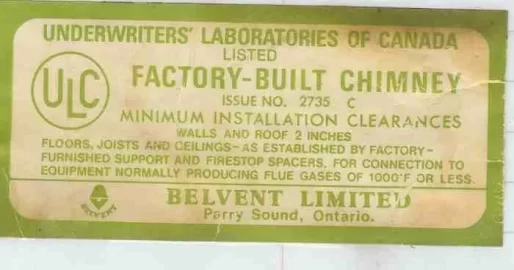 UNDERWRITERS' LABORATORIES OF CANADA
LISTED
ULC
FACTORY-BUILT CHIMNEY
ISSUE NO. 2735 C
MINIMUM INSTALLATION CLEARANCES
WALLS AND ROOF 2 INCHES
FLOORS, JOISTS AND CEILINGS-AS ESTABLISHED BY FACTORY-
FURNISHED SUPPORT AND FIRESTOP SPACERS, FOR CONNECTION TO
EQUIPMENT NORMALLY PRODUCING FLUE GASES OF 1000°F OR LESS.
BELVENT
BELVENT LIMITED
Parry Sound, Ontario.